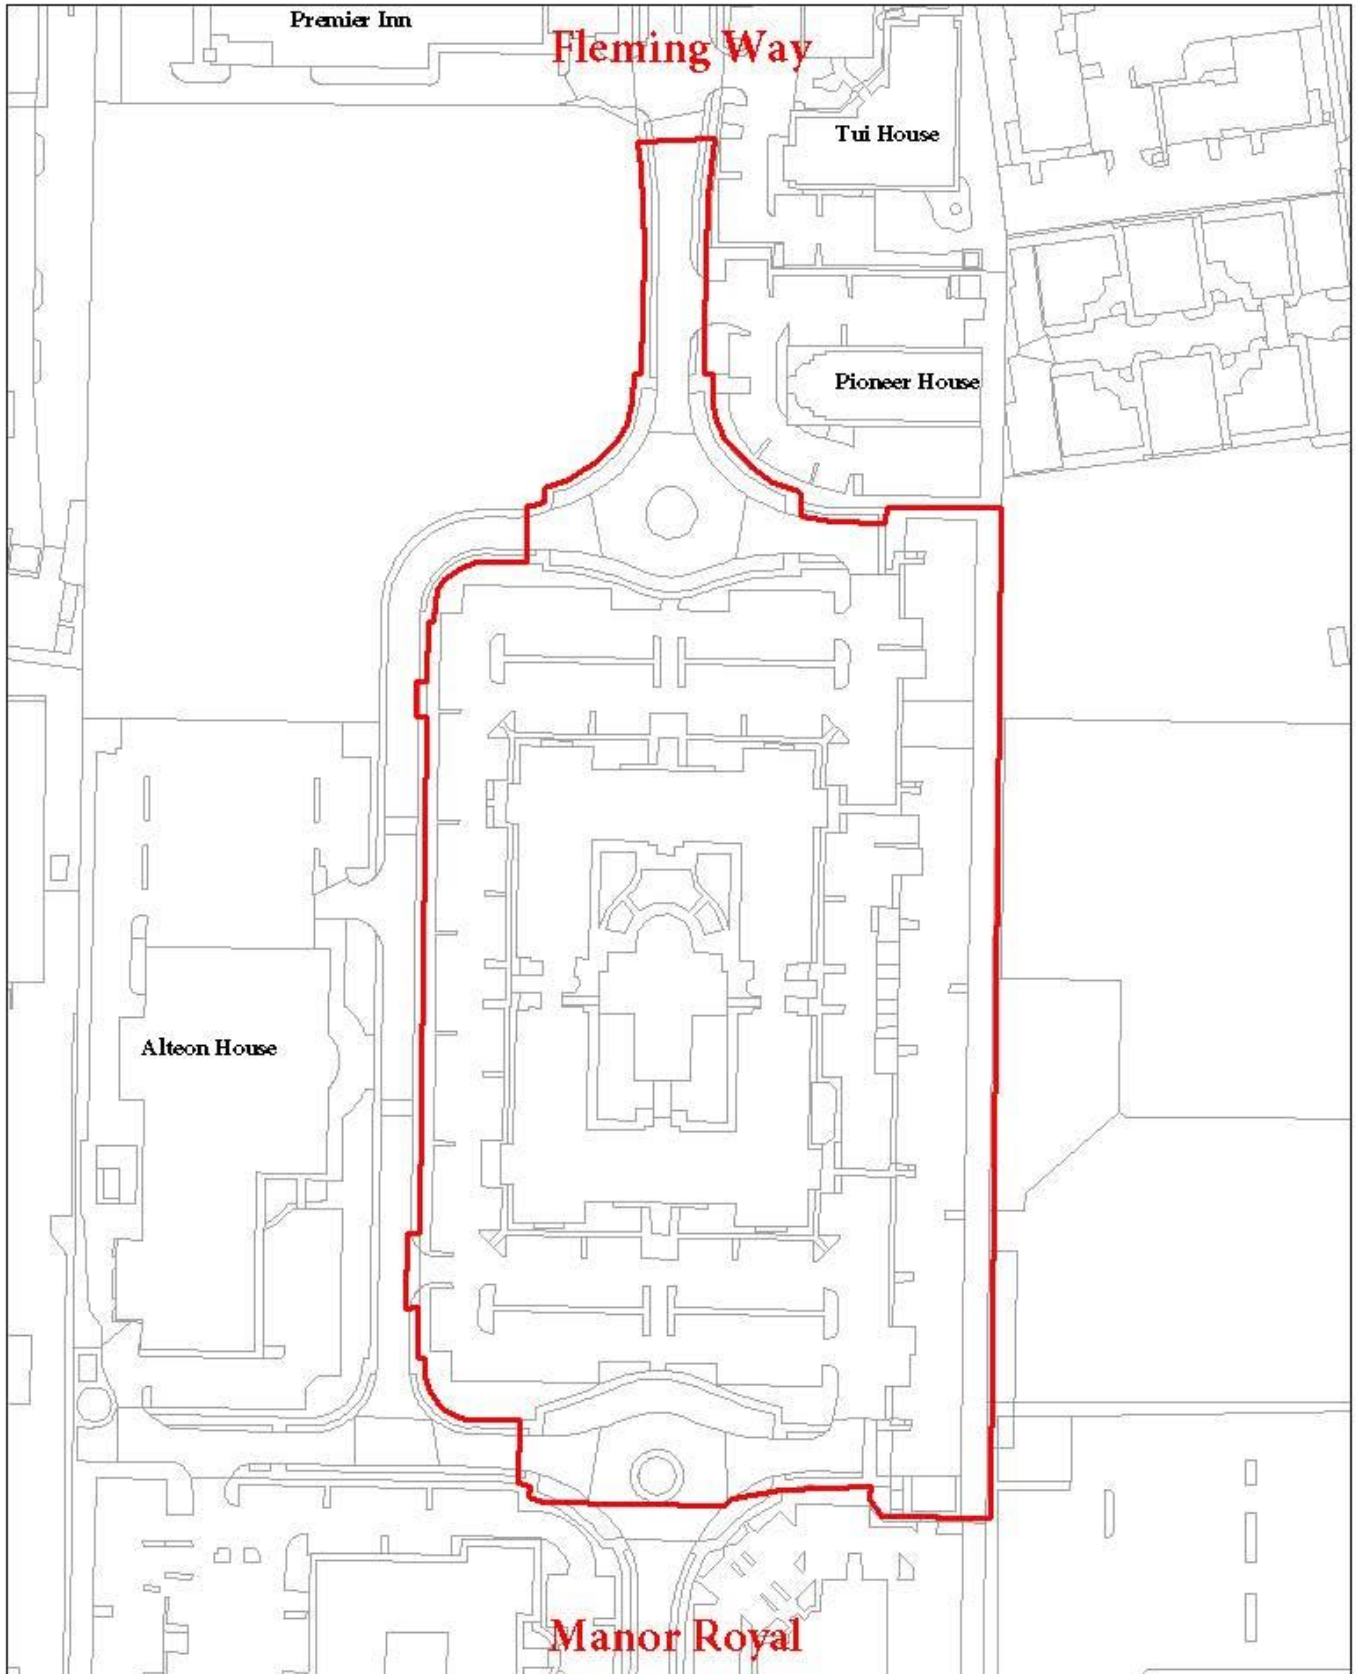 Premier Inn
Fleming Way
Tui House
Pioneer House
Alteon House
Manor Royal